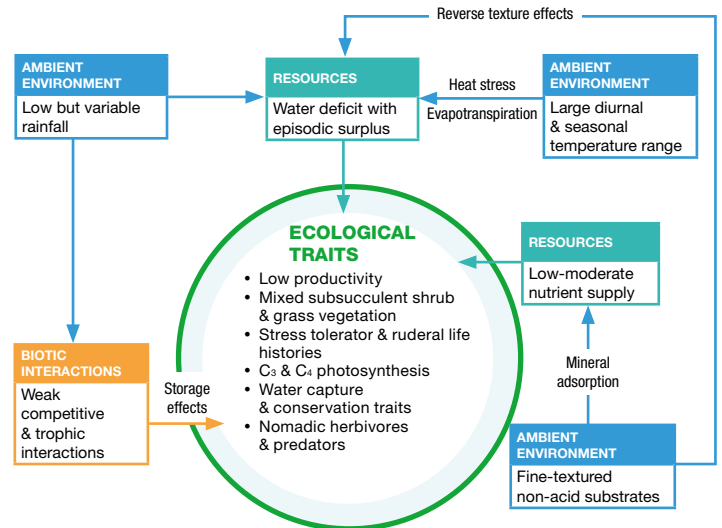 Reverse texture effects
AMBIENT
ENVIRONMENT
Low but variable
rainfall
RESOURCES
Water deficit with
episodic surplus
Heat stress
Evapotranspiration
AMBIENT
ENVIRONMENT
Large diurnal
& seasonal
temperature range
ECOLOGICAL
TRAITS
• Low productivity
• Mixed subsucculent shrub
& grass vegetation
• Stress tolerator & ruderal life
histories
• C₃ & C₄ photosynthesis
• Water capture
& conservation traits
• Nomadic herbivores
& predators
RESOURCES
Low-moderate
nutrient supply
BIOTIC
INTERACTIONS
Weak
competitive
& trophic
interactions
Storage
effects
Mineral
adsorption
AMBIENT
ENVIRONMENT
Fine-textured
non-acid substrates